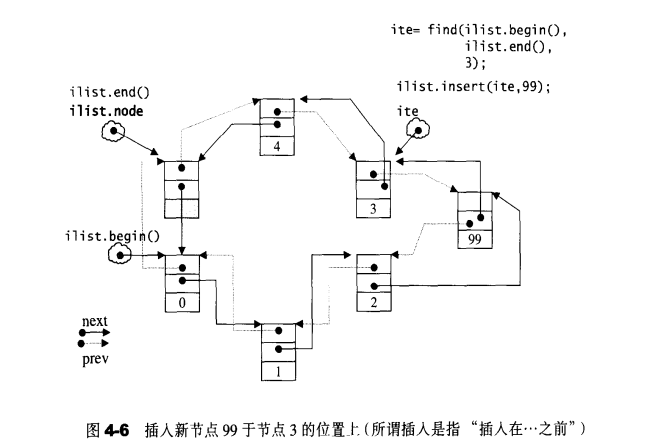 ite= find(ilist.begin(),
ilist.end(),
3);
ilist.insert(ite,99);
ilist.end()
ilist.node
ite
4
3
99
ilist.begin()
0
2
1
next
prev
图 4-6 插入新节点 99 于节点 3 的位置上(所谓插入是指 “插入在…之前”)